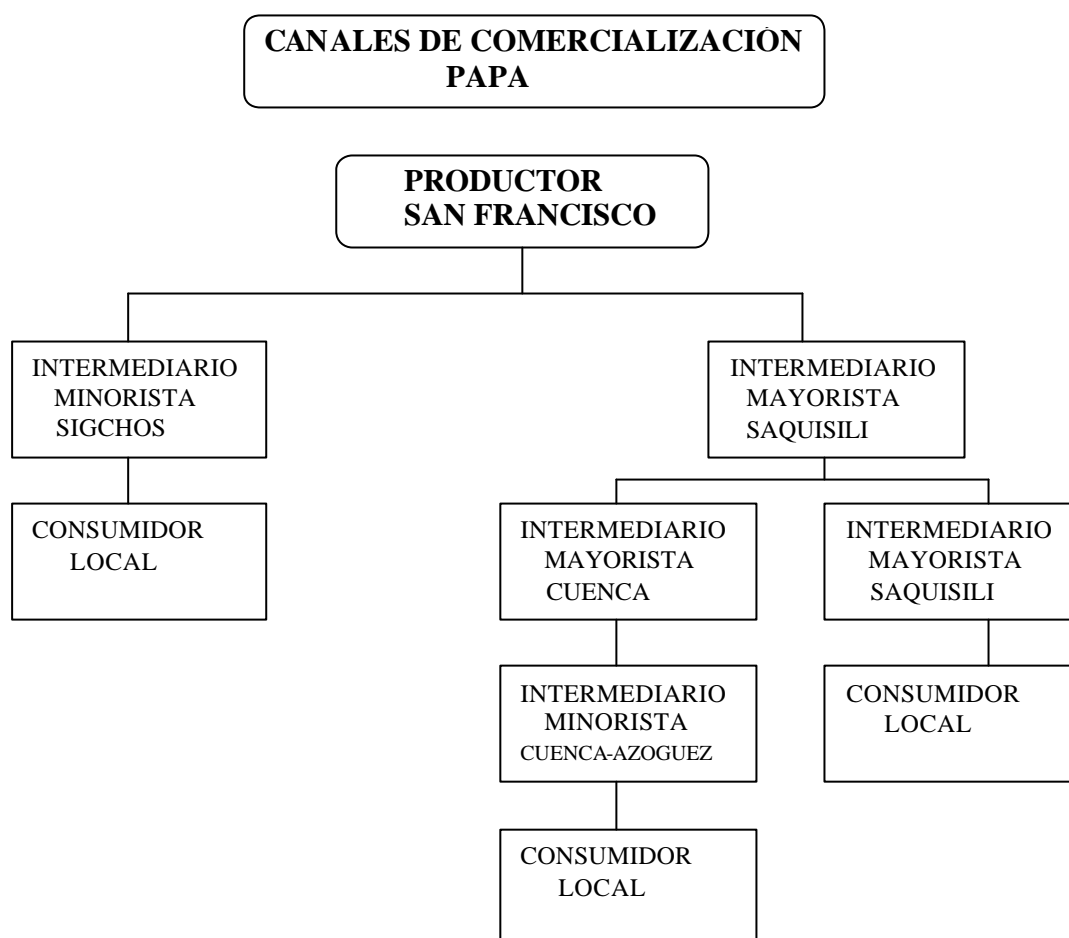 CANALES DE COMERCIALIZACIÓN
PAPA
PRODUCTOR
SAN FRANCISCO
INTERMEDIARIO
MINORISTA
SIGCHOS
INTERMEDIARIO
MAYORISTA
SAQUISILI
CONSUMIDOR
LOCAL
INTERMEDIARIO
MAYORISTA
CUENCA
INTERMEDIARIO
MAYORISTA
SAQUISILI
INTERMEDIARIO
MINORISTA
CUENCA-AZOGUEZ
CONSUMIDOR
LOCAL
CONSUMIDOR
LOCAL